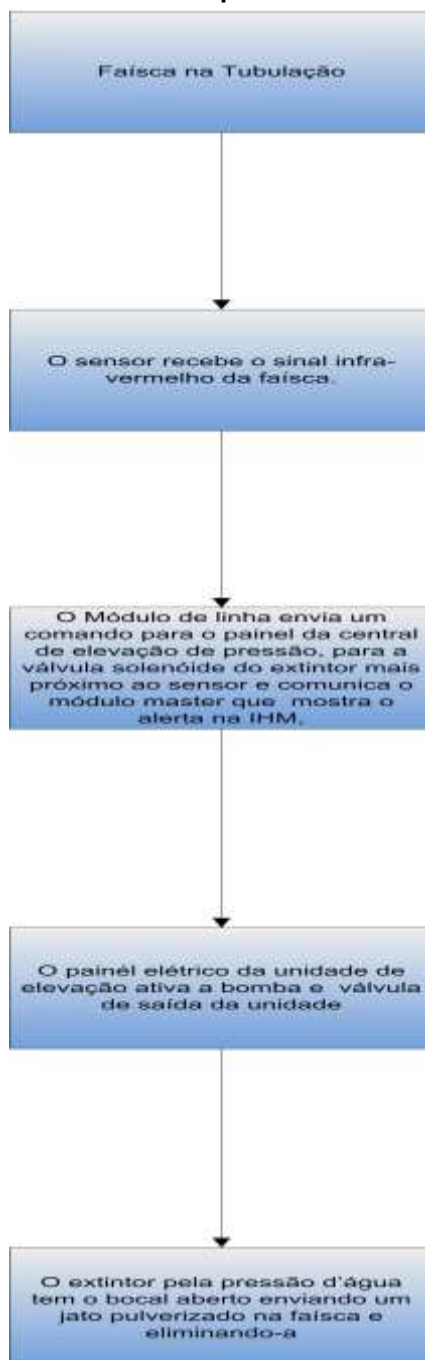 Faísca na Tubulação
O sensor recebe o sinal infra-
vermelho da faísca.
O Módulo de linha envia um
comando para o painel da central
de elevação de pressão, para a
válvula solenóide do extintor mais
próximo ao sensor e comunica o
módulo master que mostra o
alerta na IHM.
O painél elétrico da unidade de
elevação ativa a bomba e válvula
de saída da unidade
O extintor pela pressão d'água
tem o bocal aberto enviando um
jato pulverizado na faísca e
eliminando-a